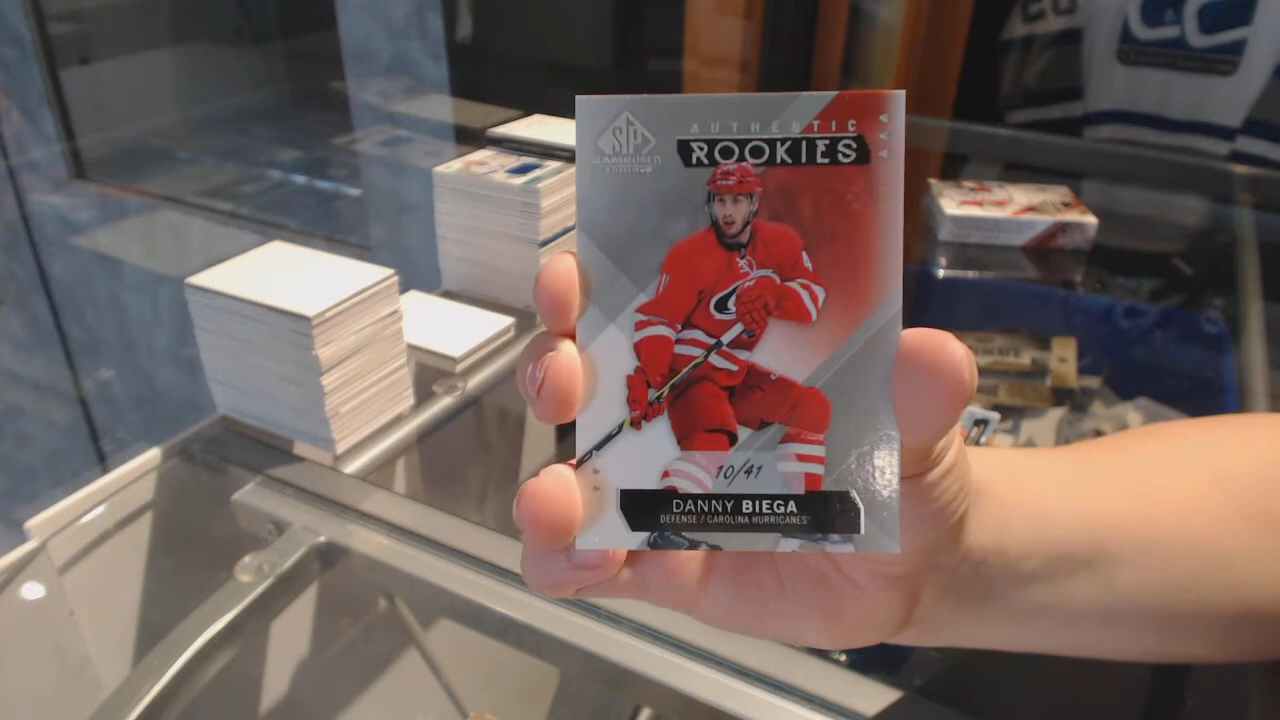 SP
AUTHENTIC
ROOKIES
10/41
DANNY BIEGA
DEFENSE / CAROLINA HURRICANES